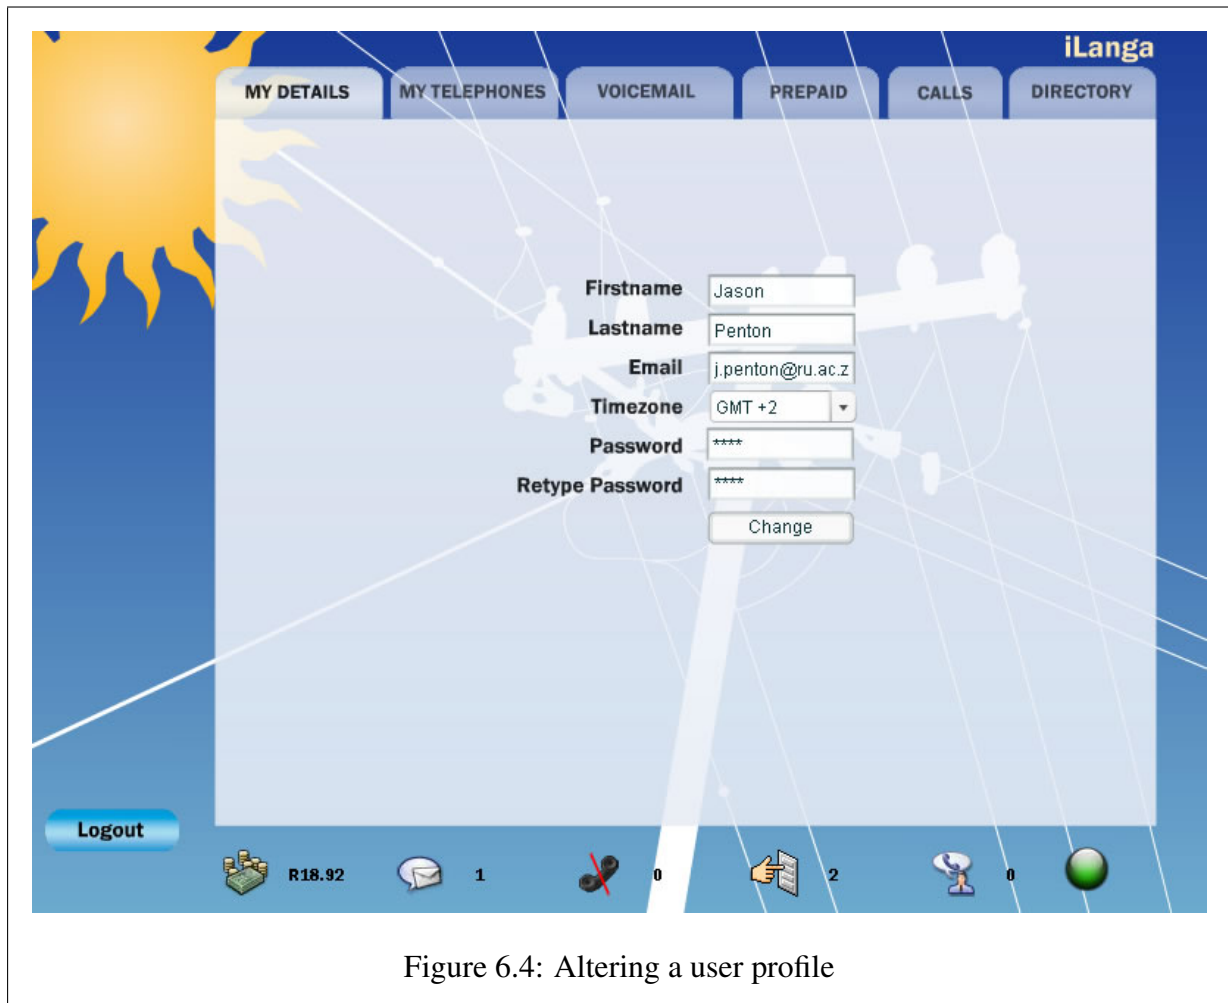 iLanga
MY DETAILS MY TELEPHONES VOICEMAIL PREPAID CALLS DIRECTORY
Firstname Jason
Lastname Penton
Email j.penton@ru.ac.z
Timezone GMT +2
Password ****
Retype Password ****
Change
Logout
R18.92 1 0 2 0
Figure 6.4: Altering a user profile